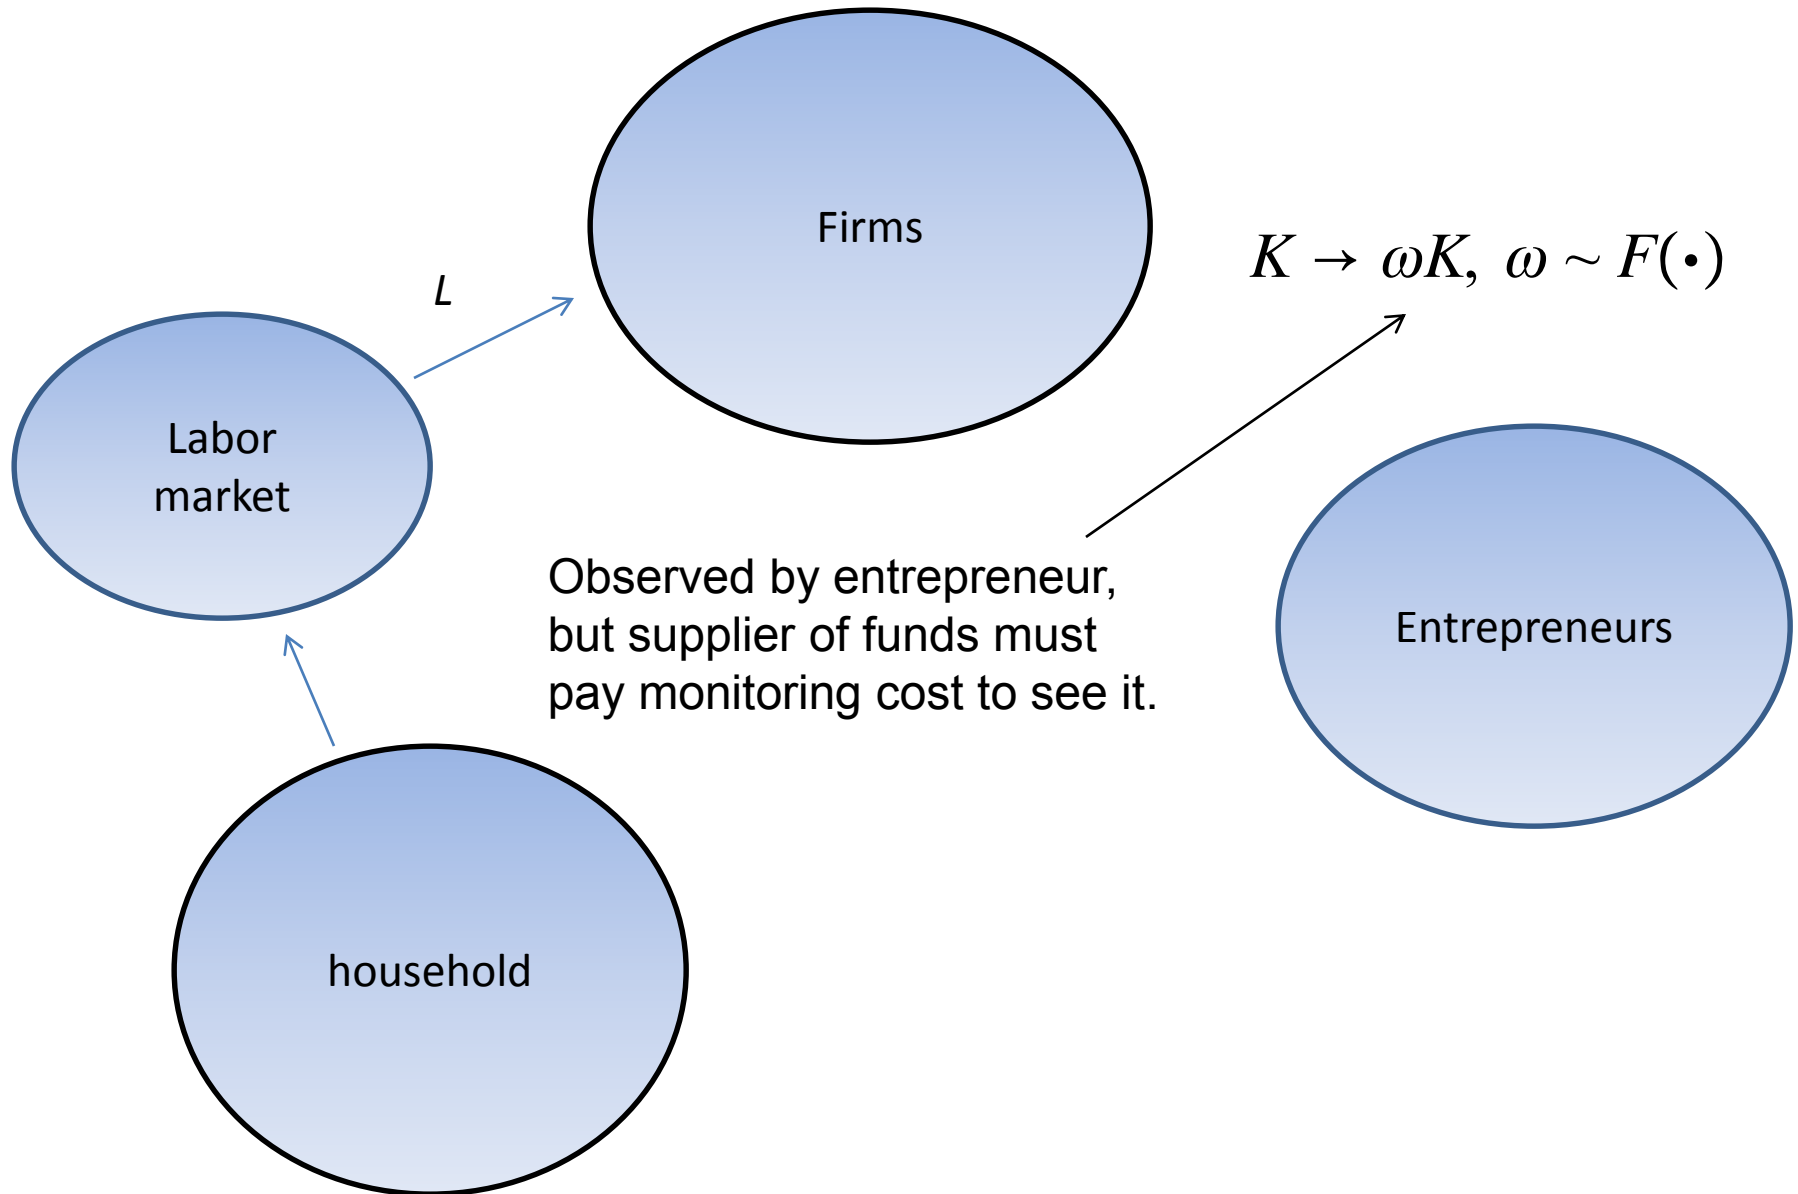 Firms
K → ωK, ω ~ F(·)
L
Labor
market
Observed by entrepreneur,
but supplier of funds must
pay monitoring cost to see it.
Entrepreneurs
household